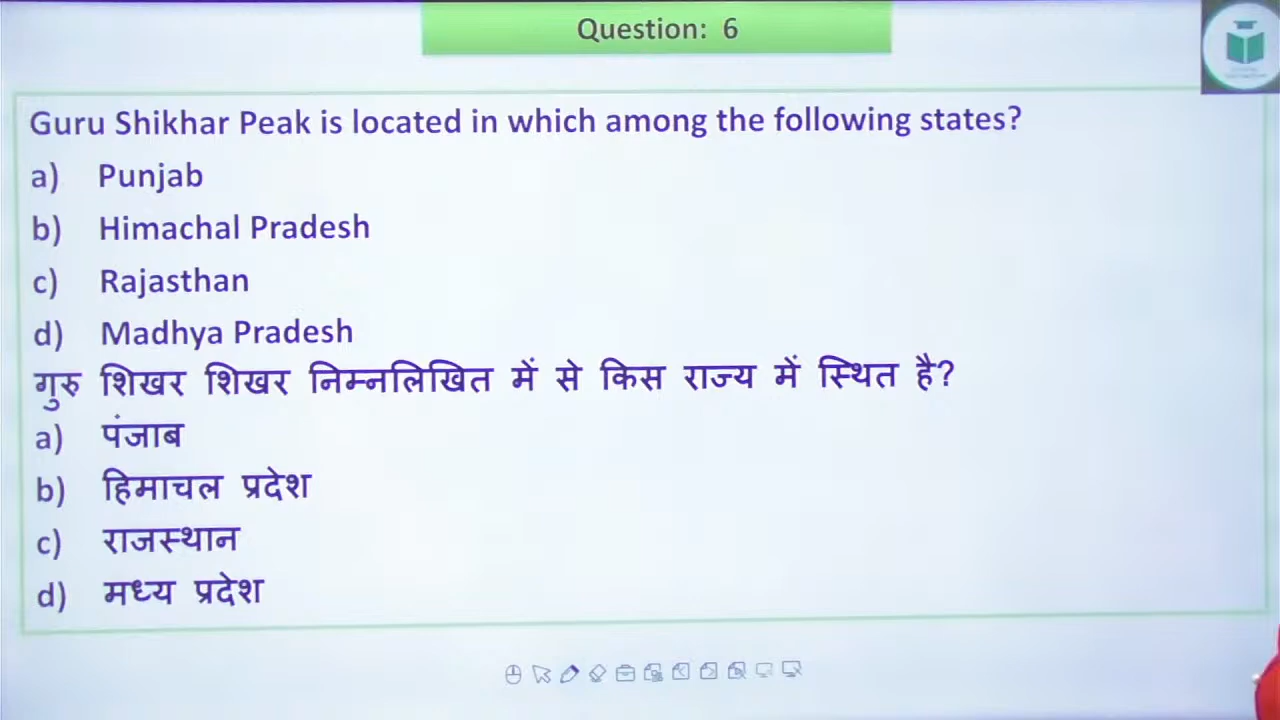 Question: 6
Guru Shikhar Peak is located in which among the following states?
a) Punjab
b) Himachal Pradesh
c) Rajasthan
d) Madhya Pradesh
गुरु शिखर शिखर निम्नलिखित में से किस राज्य में स्थित है?
a) पंजाब
b) हिमाचल प्रदेश
c) राजस्थान
d) मध्य प्रदेश